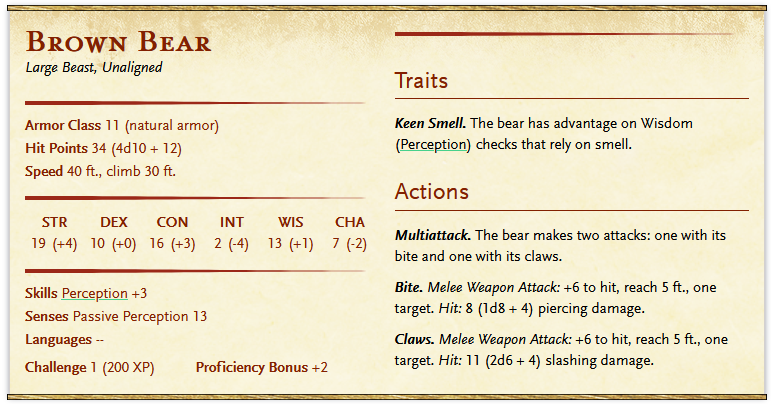 Brown Bear
Large Beast, Unaligned
Armor Class 11 (natural armor)
Hit Points 34 (4d10 + 12)
Speed 40 ft., climb 30 ft.
STR DEX CON INT WIS CHA
19 (+4) 10 (+0) 16 (+3) 2 (-4) 13 (+1) 7 (-2)
Skills Perception +3
Senses Passive Perception 13
Languages --
Challenge 1 (200 XP) Proficiency Bonus +2
Traits
Keen Smell. The bear has advantage on Wisdom
(Perception) checks that rely on smell.
Actions
Multiattack. The bear makes two attacks: one with its
bite and one with its claws.
Bite. Melee Weapon Attack: +6 to hit, reach 5 ft., one
target. Hit: 8 (1d8 + 4) piercing damage.
Claws. Melee Weapon Attack: +6 to hit, reach 5 ft., one
target. Hit: 11 (2d6 + 4) slashing damage.